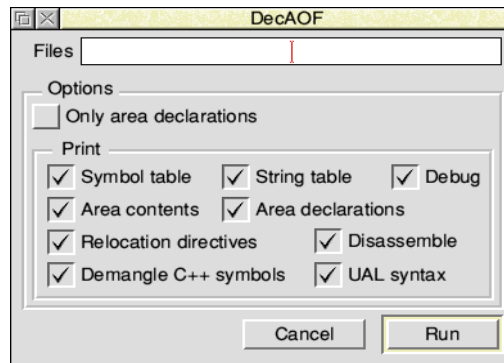 DecAOF
Files
Options
Only area declarations
Print
Symbol table String table Debug
Area contents Area declarations
Relocation directives Disassemble
Demangle C++ symbols UAL syntax
Cancel Run